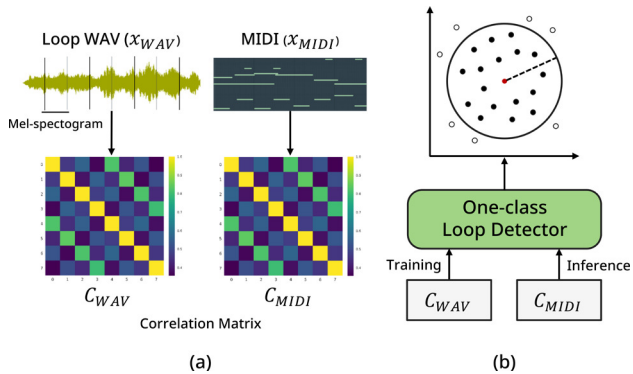 Loop WAV (x_WAV)
MIDI (x_MIDI)
Mel-spectogram
C_WAV
C_MIDI
Correlation Matrix
(a)
One-class
Loop Detector
Training
Inference
C_WAV
C_MIDI
(b)